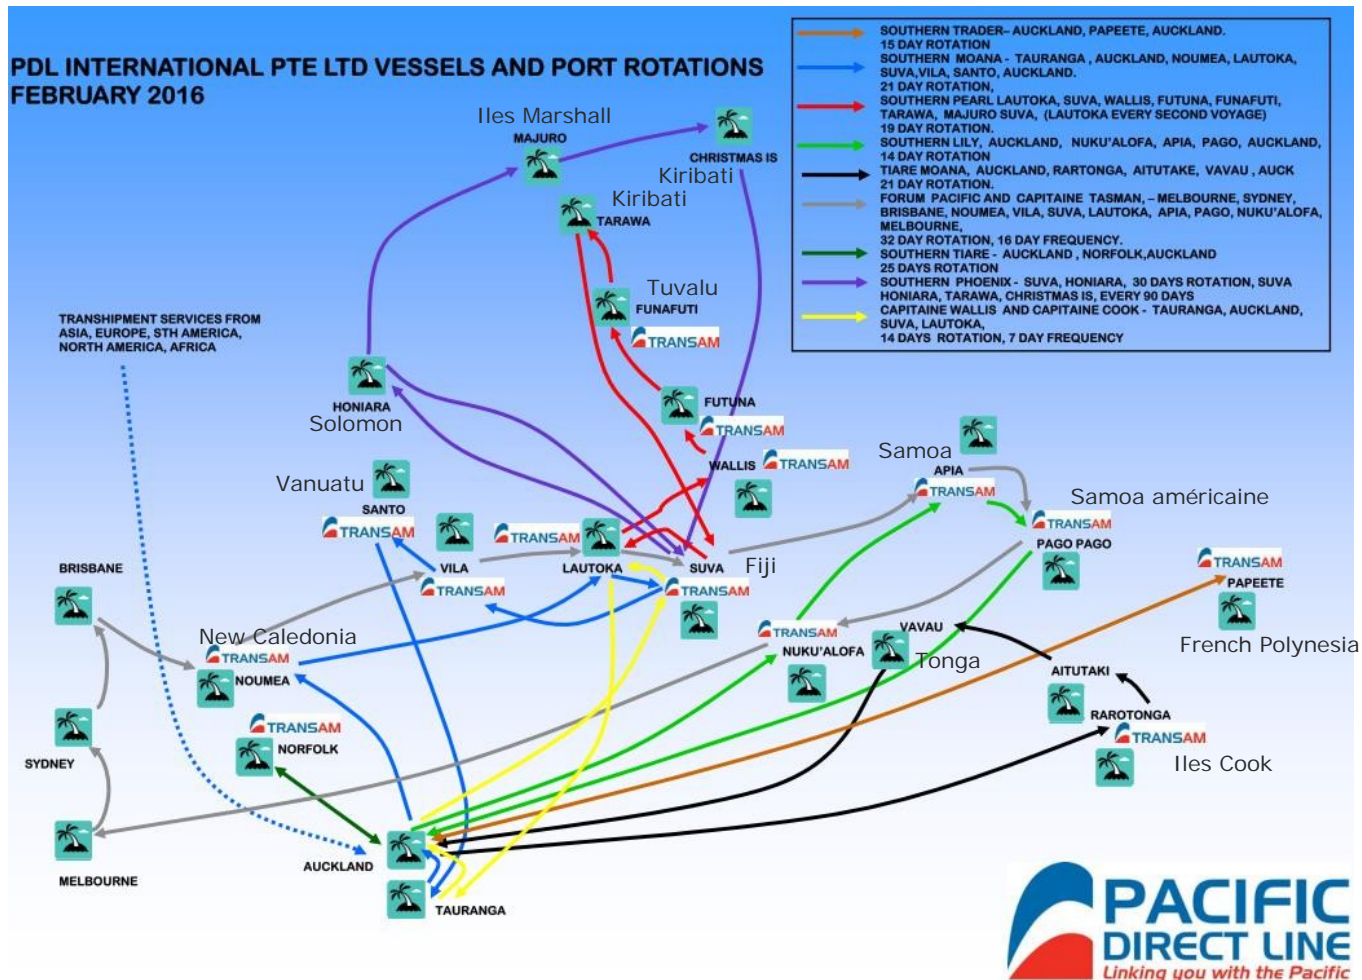 PDL INTERNATIONAL PTE LTD VESSELS AND PORT ROTATIONS
FEBRUARY 2016
SOUTHERN TRADER– AUCKLAND, PAPEETE, AUCKLAND.
15 DAY ROTATION
SOUTHERN MOANA - TAURANGA , AUCKLAND, NOUMEA, LAUTOKA,
SUVA,VILA, SANTO, AUCKLAND.
21 DAY ROTATION,
SOUTHERN PEARL LAUTOKA, SUVA, WALLIS, FUTUNA, FUNAFUTI,
TARAWA, MAJURO SUVA, (LAUTOKA EVERY SECOND VOYAGE)
19 DAY ROTATION.
SOUTHERN LILY, AUCKLAND, NUKU'ALOFA, APIA, PAGO, AUCKLAND,
14 DAY ROTATION
TIARE MOANA, AUCKLAND, RARTONGA, AITUTAKE, VAVAU , AUCK
21 DAY ROTATION.
FORUM PACIFIC AND CAPITAINE TASMAN, – MELBOURNE, SYDNEY,
BRISBANE, NOUMEA, VILA, SUVA, LAUTOKA, APIA, PAGO, NUKU'ALOFA,
MELBOURNE,
32 DAY ROTATION, 16 DAY FREQUENCY.
SOUTHERN TIARE - AUCKLAND , NORFOLK,AUCKLAND
25 DAYS ROTATION
SOUTHERN PHOENIX - SUVA, HONIARA, 30 DAYS ROTATION, SUVA
HONIARA, TARAWA, CHRISTMAS IS, EVERY 90 DAYS
CAPITAINE WALLIS AND CAPITAINE COOK - TAURANGA, AUCKLAND,
SUVA, LAUTOKA,
14 DAYS ROTATION, 7 DAY FREQUENCY
Iles Marshall
MAJURO
CHRISTMAS IS
Kiribati
Kiribati
TARAWA
Tuvalu
FUNAFUTI
TRANSAM
TRANSHIPMENT SERVICES FROM
ASIA, EUROPE, STH AMERICA,
NORTH AMERICA, AFRICA
HONIARA
Solomon
FUTUNA
TRANSAM
WALLIS
TRANSAM
Samoa
APIA
TRANSAM
Samoa américaine
TRANSAM
PAGO PAGO
Vanuatu
SANTO
TRANSAM
VILA
TRANSAM
TRANSAM
LAUTOKA
SUVA
Fiji
TRANSAM
TRANSAM
PAPEETE
French Polynesia
BRISBANE
New Caledonia
TRANSAM
NOUMEA
TRANSAM
NUKU'ALOFA
VAVAU
Tonga
AITUTAKI
RAROTONGA
TRANSAM
Iles Cook
TRANSAM
NORFOLK
SYDNEY
MELBOURNE
AUCKLAND
TAURANGA
PACIFIC
DIRECT LINE
Linking you with the Pacific